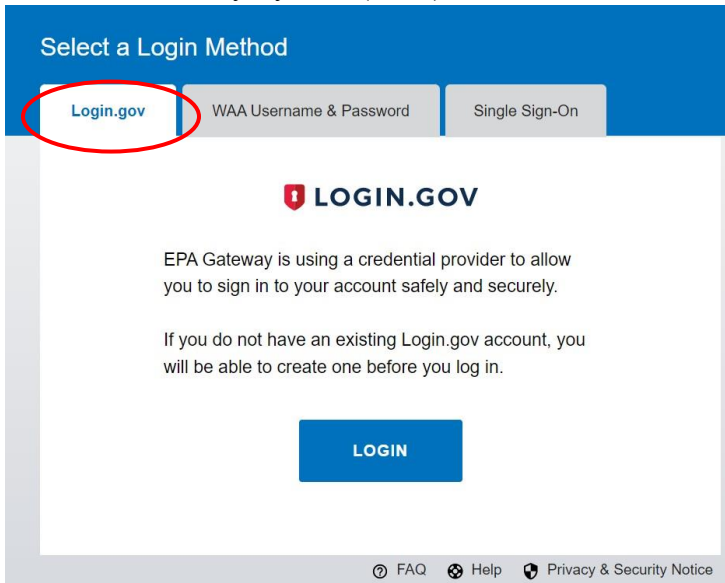 Select a Login Method
Login.gov WAA Username & Password Single Sign-On
LOGIN.GOV
EPA Gateway is using a credential provider to allow
you to sign in to your account safely and securely.
If you do not have an existing Login.gov account, you
will be able to create one before you log in.
LOGIN
FAQ Help Privacy & Security Notice